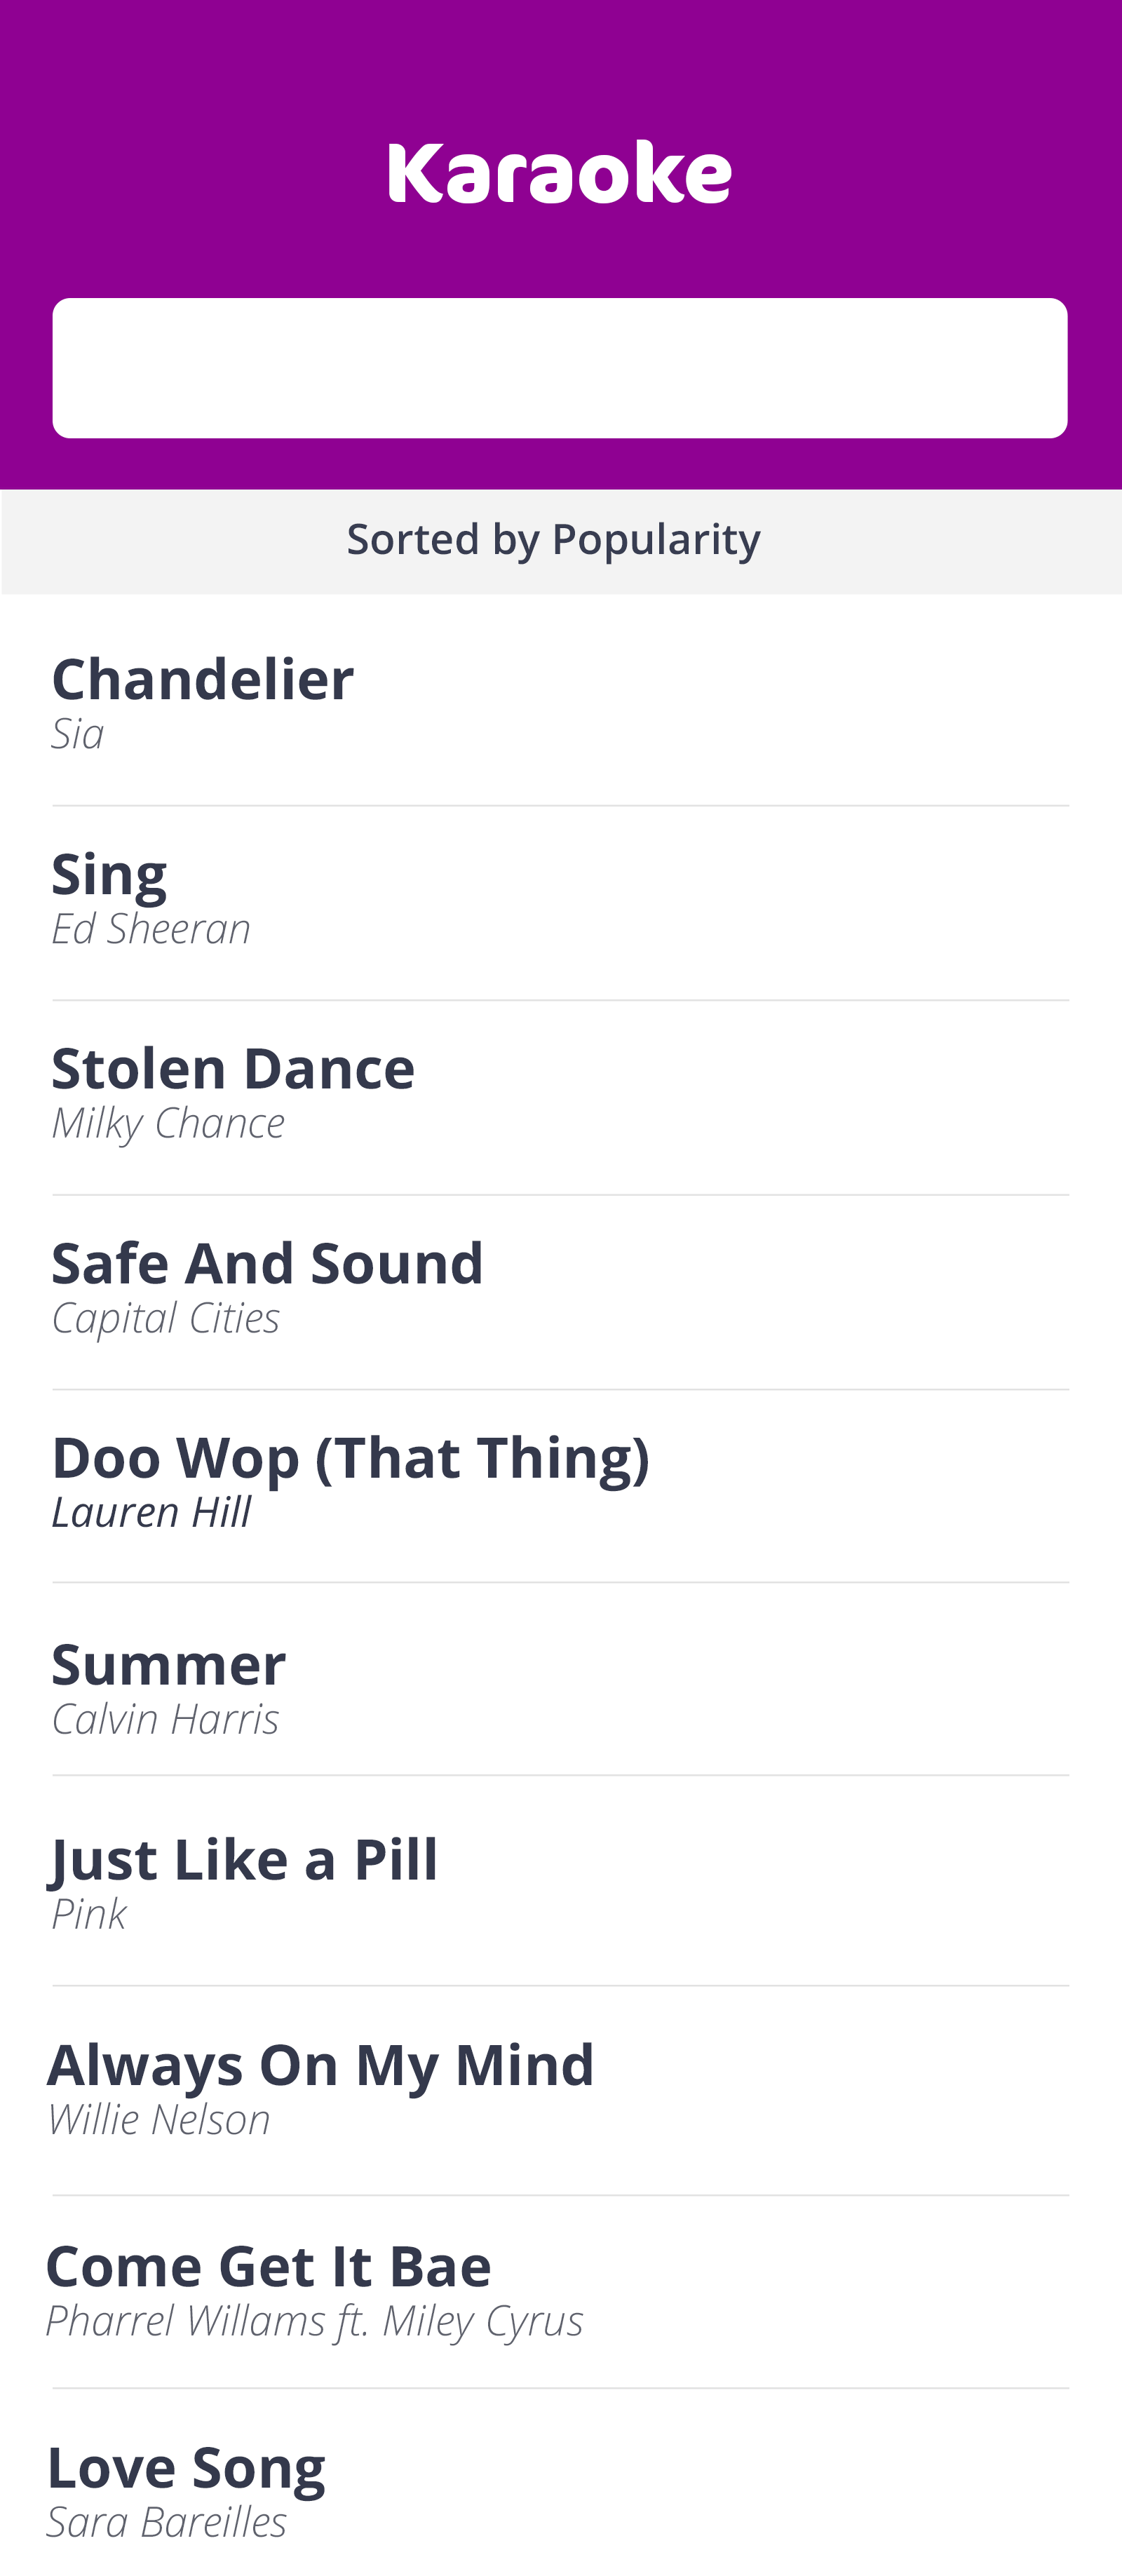 Karaoke
Sorted by Popularity
Chandelier
Sia
Sing
Ed Sheeran
Stolen Dance
Milky Chance
Safe And Sound
Capital Cities
Doo Wop (That Thing)
Lauren Hill
Summer
Calvin Harris
Just Like a Pill
Pink
Always On My Mind
Willie Nelson
Come Get It Bae
Pharrel Willams ft. Miley Cyrus
Love Song
Sara Bareilles